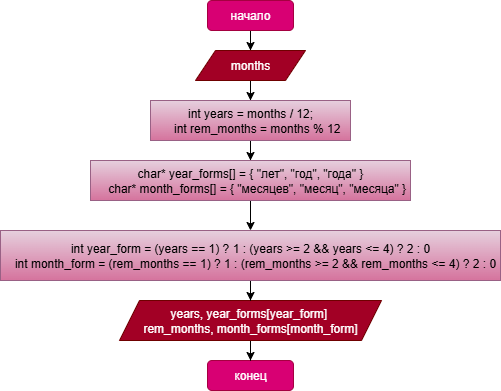 начало
months
int years = months / 12;
int rem_months = months % 12
char* year_forms[] = { "лет", "год", "года" }
char* month_forms[] = { "месяцев", "месяц", "месяца" }
int year_form = (years == 1) ? 1 : (years >= 2 && years <= 4) ? 2 : 0
int month_form = (rem_months == 1) ? 1 : (rem_months >= 2 && rem_months <= 4) ? 2 : 0
years, year_forms[year_form]
rem_months, month_forms[month_form]
конец